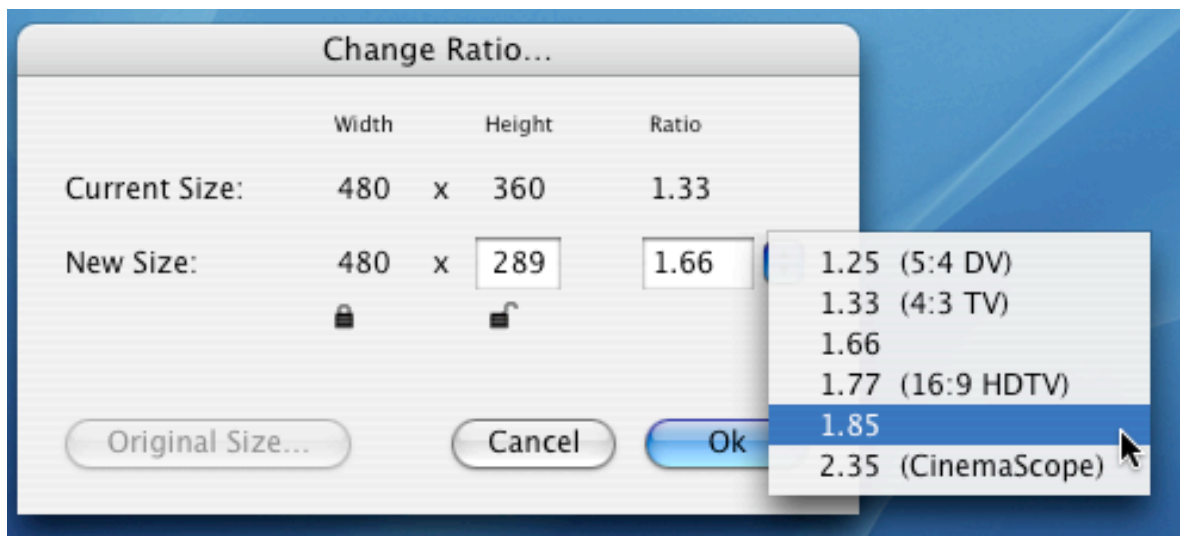 Change Ratio...
Width Height Ratio
Current Size: 480 x 360 1.33
New Size: 480 x 289 1.66
1.25 (5:4 DV)
1.33 (4:3 TV)
1.66
1.77 (16:9 HDTV)
1.85
2.35 (CinemaScope)
Original Size... Cancel Ok